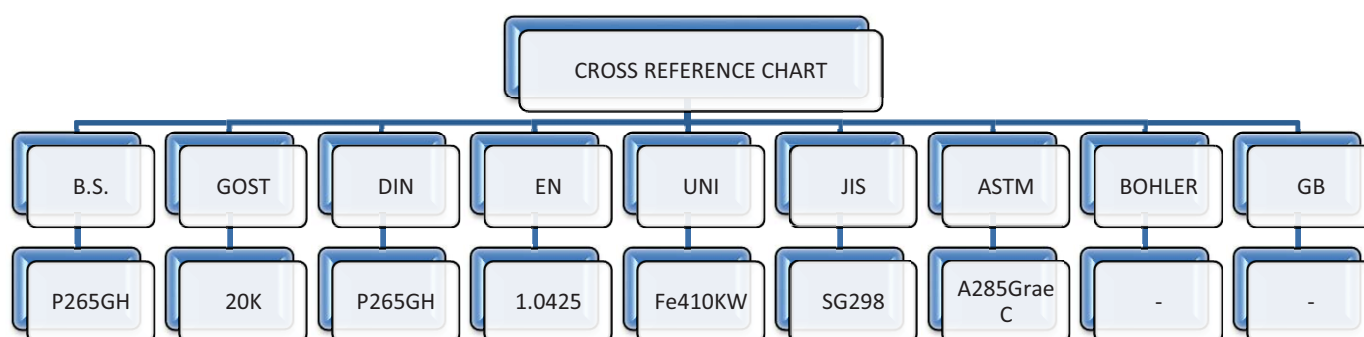 CROSS REFERENCE CHART
B.S.
GOST
DIN
EN
UNI
JIS
ASTM
BOHLER
GB
P265GH
20K
P265GH
1.0425
Fe410KW
SG298
A285Grae
C
-
-